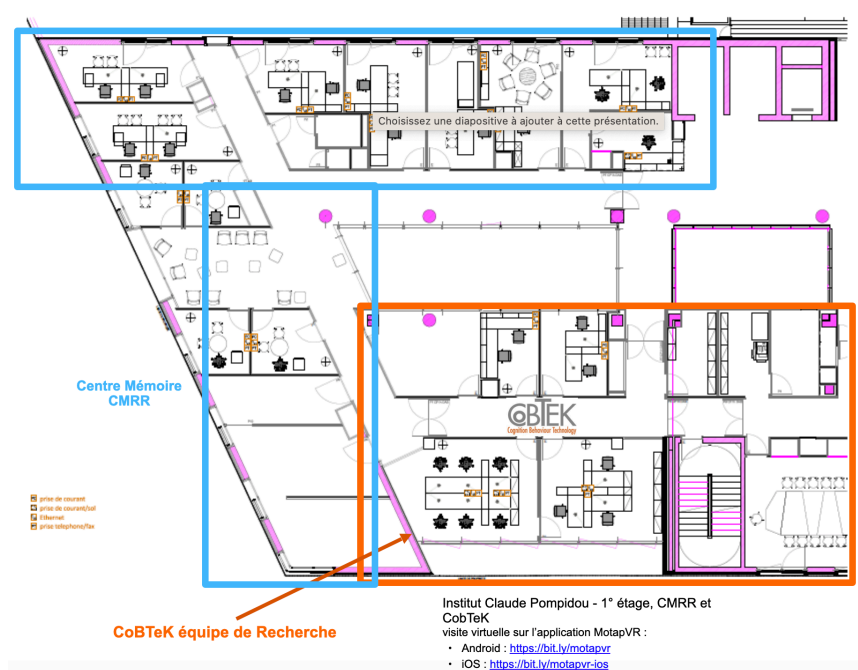 Choisissez une diapositive à ajouter à cette présentation.
Centre Mémoire
CMRR
CoBTEK
Cognition Behaviour Technology
prise de courant
prise de courant/sol
Ethernet
prise telephone/fax
CoBTeK équipe de Recherche
Institut Claude Pompidou - 1° étage, CMRR et
CobTeK
visite virtuelle sur l'application MotapVR :
• Android : https://bit.ly/motapvr
• iOS : https://bit.ly/motapvr-ios